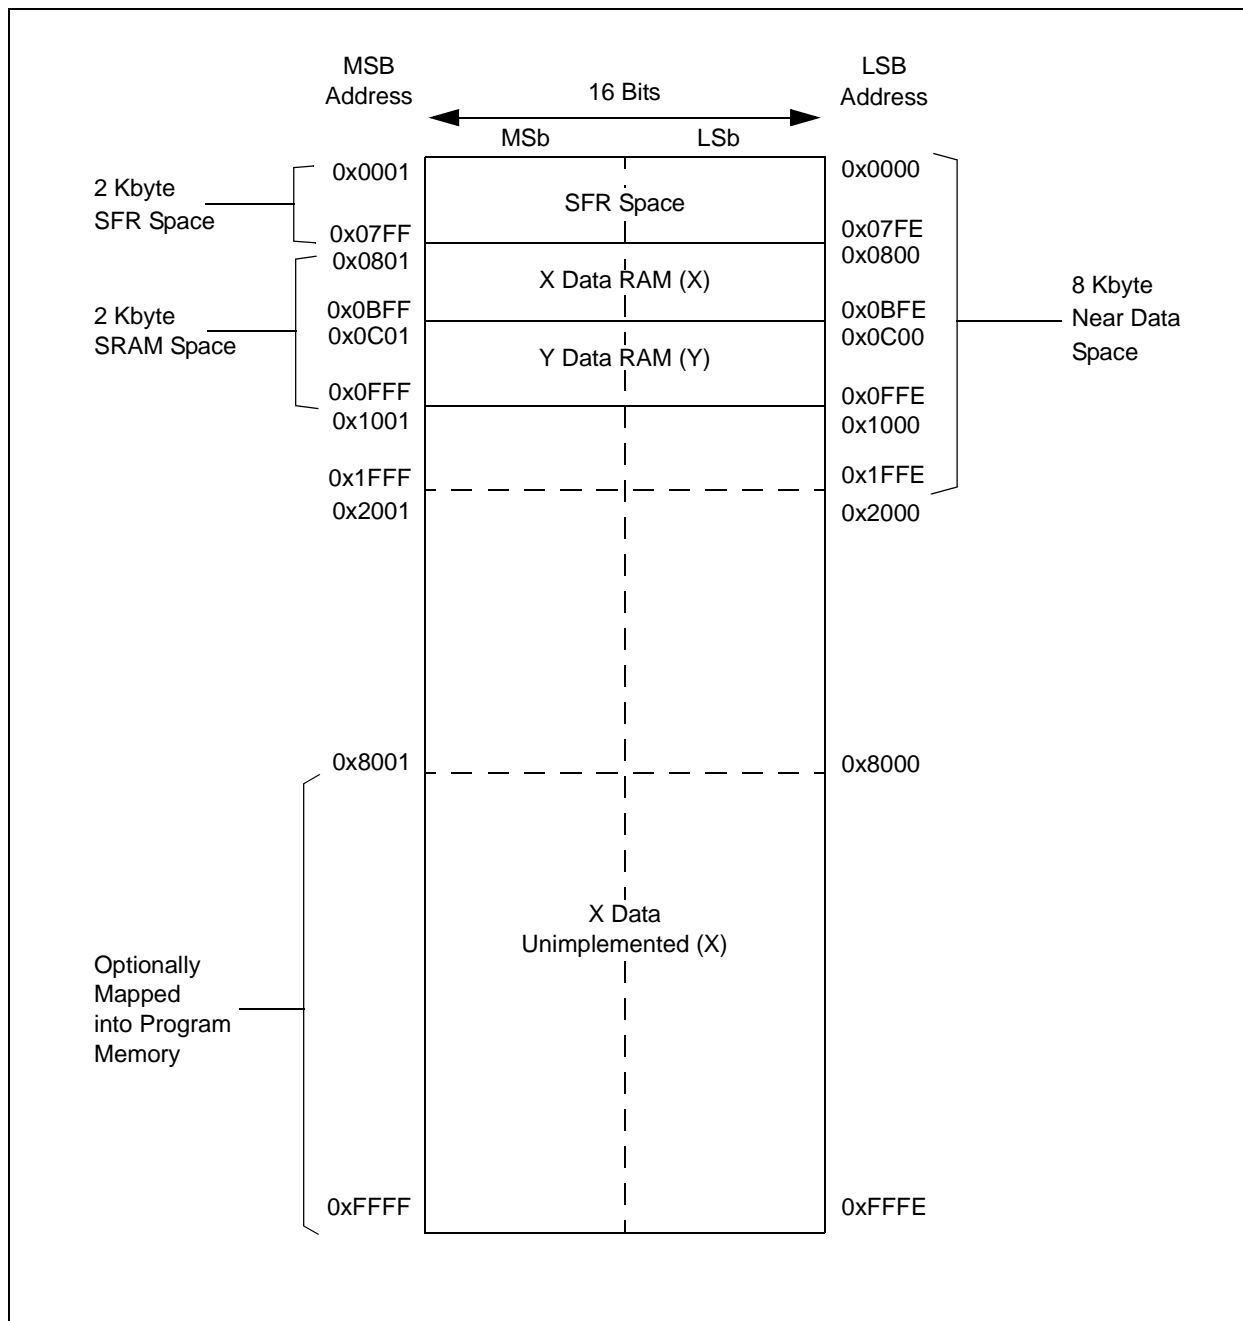 MSB
Address
LSB
Address
16 Bits
MSb
LSb
0x0001
0x0000
2 Kbyte
SFR Space
SFR Space
0x07FF
0x07FE
0x0801
0x0800
X Data RAM (X)
2 Kbyte
SRAM Space
0x0BFF
0x0BFE
0x0C01
0x0C00
8 Kbyte
Near Data
Space
Y Data RAM (Y)
0x0FFF
0x0FFE
0x1001
0x1000
0x1FFF
0x1FFE
0x2001
0x2000
0x8001
0x8000
X Data
Unimplemented (X)
Optionally
Mapped
into Program
Memory
0xFFFF
0xFFFE